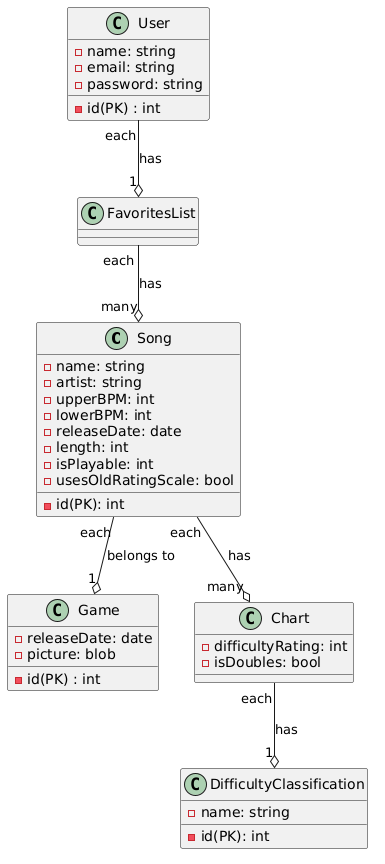 C User
name: string
email: string
password: string
id(PK) : int
each
has
1
C FavoritesList
each
has
many
C Song
name: string
artist: string
upperBPM: int
lowerBPM: int
releaseDate: date
length: int
isPlayable: int
usesOldRatingScale: bool
id(PK): int
each
belongs to
1
each
has
many
C Game
releaseDate: date
picture: blob
id(PK) : int
C Chart
difficultyRating: int
isDoubles: bool
each
has
1
C DifficultyClassification
name: string
id(PK): int